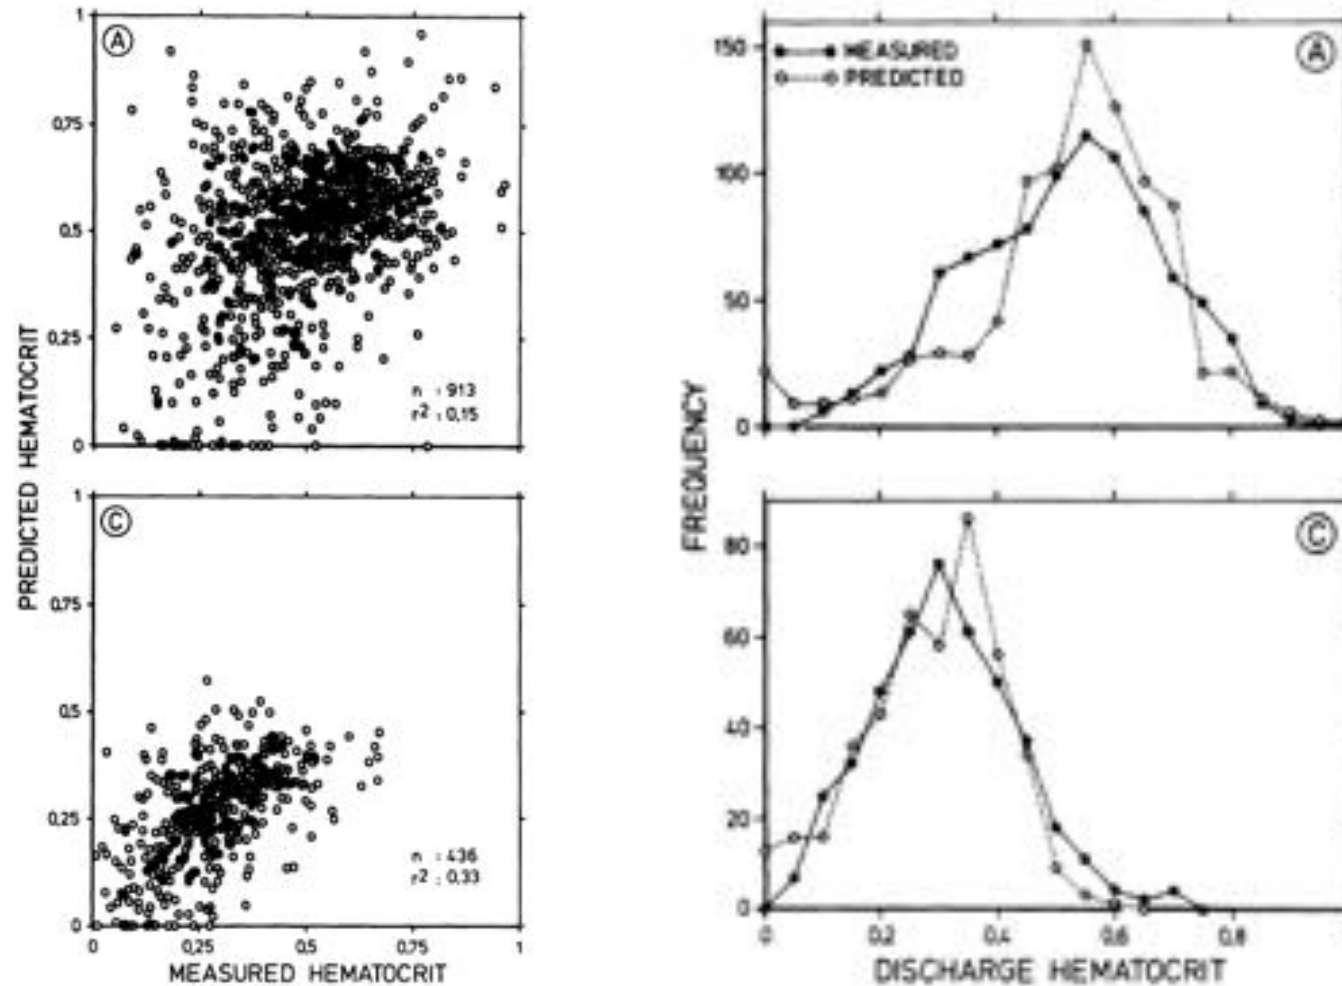 PREDICTED HEMATOCRIT
1
A
0,75
0,5
0,25
0
n : 913
r² : 0,15
1
C
0,75
0,5
0,25
0
n : 436
r² : 0,33
0 0,25 0,5 0,75 1
MEASURED HEMATOCRIT
FREQUENCY
150
MEASURED
PREDICTED
A
100
50
0
C
80
60
40
20
0
0 0.2 0.4 0.6 0.8
DISCHARGE HEMATOCRIT